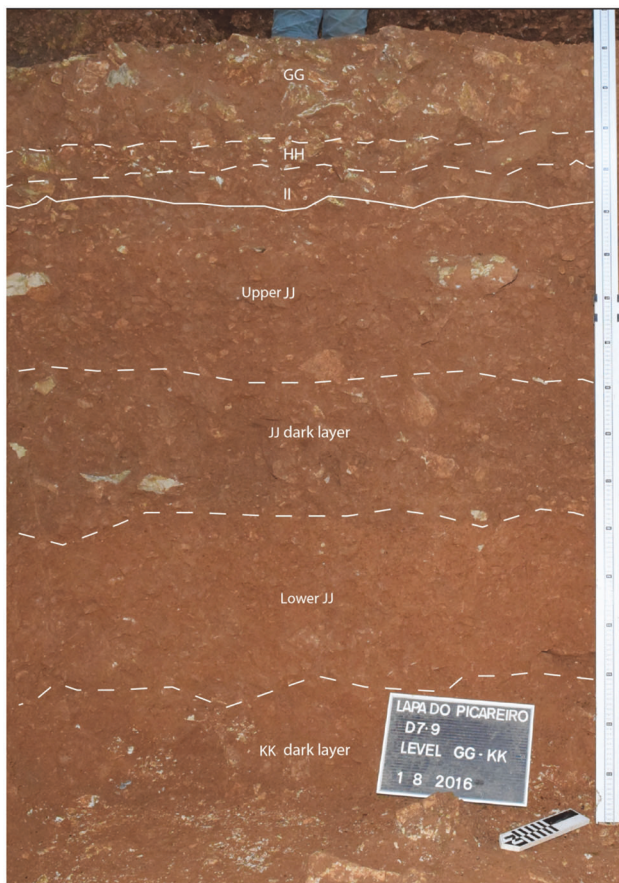 GG
HH
II
Upper JJ
JJ dark layer
Lower JJ
KK dark layer
LAPA DO PICAREIRO
D7-9
LEVEL GG-KK
1 8 2016